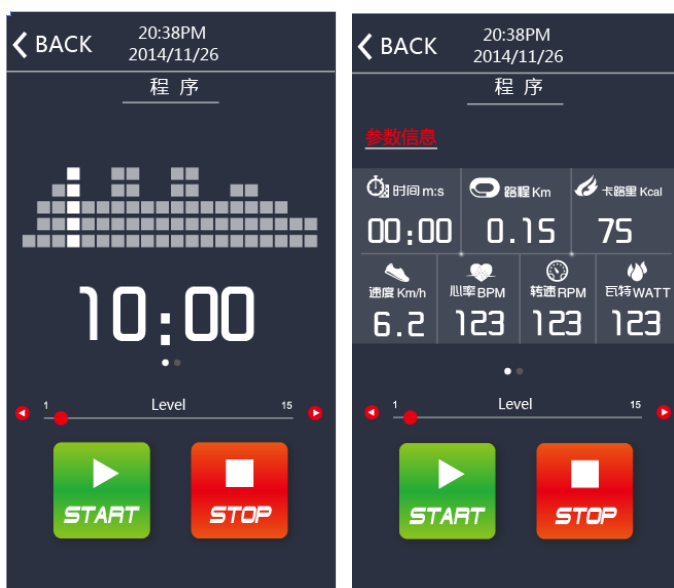 BACK
20:38PM
2014/11/26
程 序
10:00
1 Level 15
START STOP
BACK
20:38PM
2014/11/26
程 序
参数信息
时间 m:s 路程 Km 卡路里 Kcal
00:00 0.15 75
速度 Km/h 心率 BPM 转速 RPM 瓦特 WATT
6.2 123 123 123
1 Level 15
START STOP